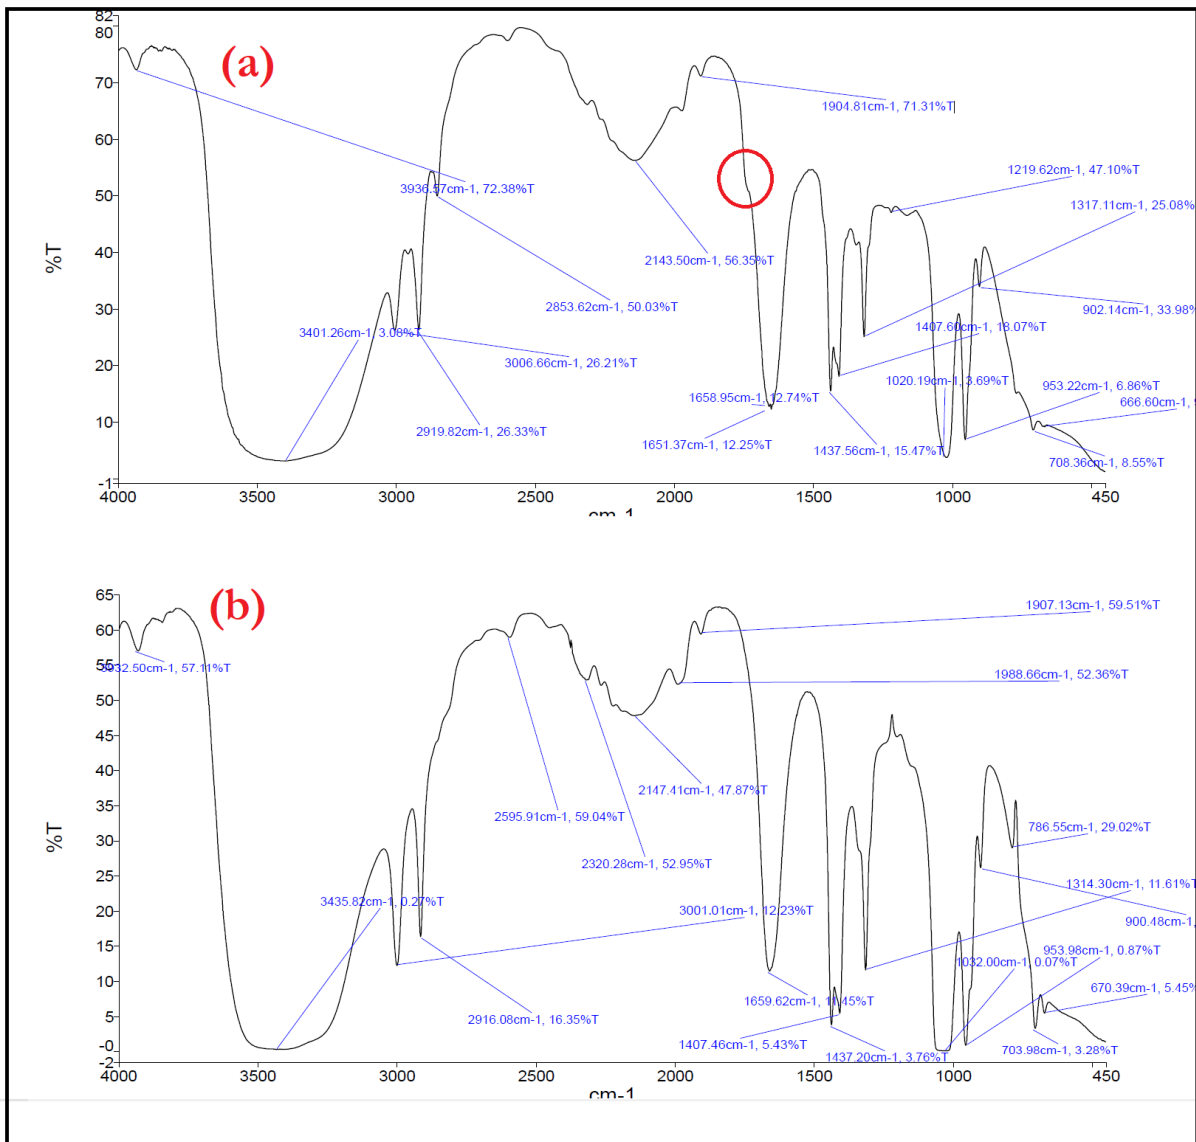 82
80
(a)
70
1904.81cm-1, 71.31%T
60
1219.62cm-1, 47.10%T
3936.57cm-1, 72.38%T
50
1317.11cm-1, 25.08%
%T
40
2143.50cm-1, 56.35%T
2853.62cm-1, 50.03%T
902.14cm-1, 33.98%
30
1407.60cm-1, 18.07%T
3401.26cm-1, 3.08%T
3006.66cm-1, 26.21%T
20
1020.19cm-1, 3.69%T
953.22cm-1, 6.86%T
1658.95cm-1, 12.74%T
666.60cm-1, 9
10
2919.82cm-1, 26.33%T
1651.37cm-1, 12.25%T
1437.56cm-1, 15.47%T
708.36cm-1, 8.55%T
-1
4000 3500 3000 2500 2000 1500 1000 450
cm-1
65
(b)
60
1907.13cm-1, 59.51%T
55
3932.50cm-1, 57.11%T
1988.66cm-1, 52.36%T
50
45
2147.41cm-1, 47.87%T
40
2595.91cm-1, 59.04%T
786.55cm-1, 29.02%T
35
%T
30
2320.28cm-1, 52.95%T
25
1314.30cm-1, 11.61%T
3435.82cm-1, 0.27%T
3001.01cm-1, 12.23%T
20
900.48cm-1,
15
953.98cm-1, 0.87%T
1032.00cm-1, 0.07%T
10
1659.62cm-1, 11.45%T
670.39cm-1, 5.45%
2916.08cm-1, 16.35%T
5
1407.46cm-1, 5.43%T
1437.20cm-1, 3.76%T
703.98cm-1, 3.28%T
-0
-2
4000 3500 3000 2500 2000 1500 1000 450
cm-1